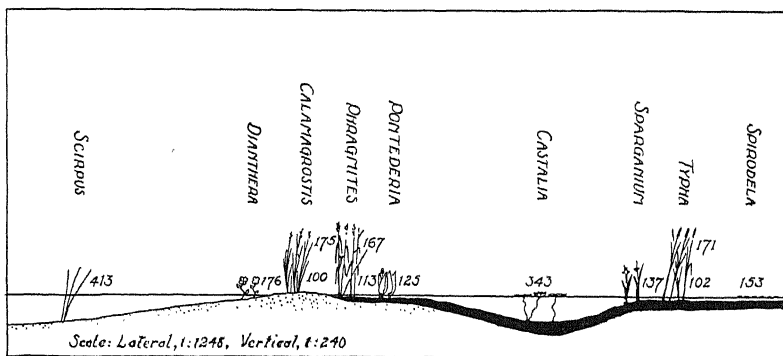 SCIRPUS
DIANTHERA
CALAMAGROSTIS
PHRAGMITES
PONTEDERIA
CASTALIA
SPARGANIUM
TYPHA
SPIRODELA
413
176
175
100
167
113
125
343
137
171
102
153
Scale: Lateral, 1:1248, Vertical, 1:240